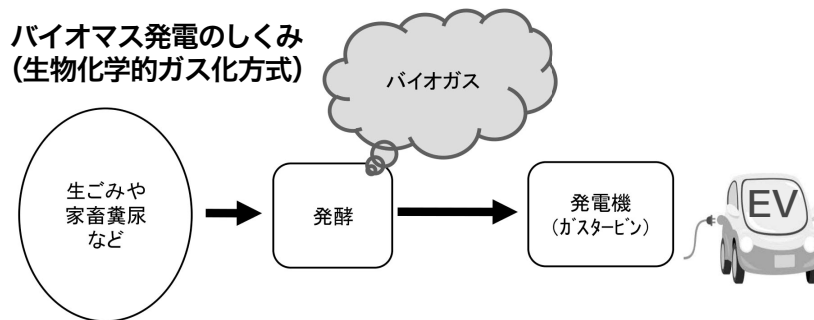 バイオマス発電のしくみ
(生物化学的ガス化方式)
バイオガス
生ごみや
家畜糞尿
など
発酵
発電機
(ｶﾞｽタービン)
EV